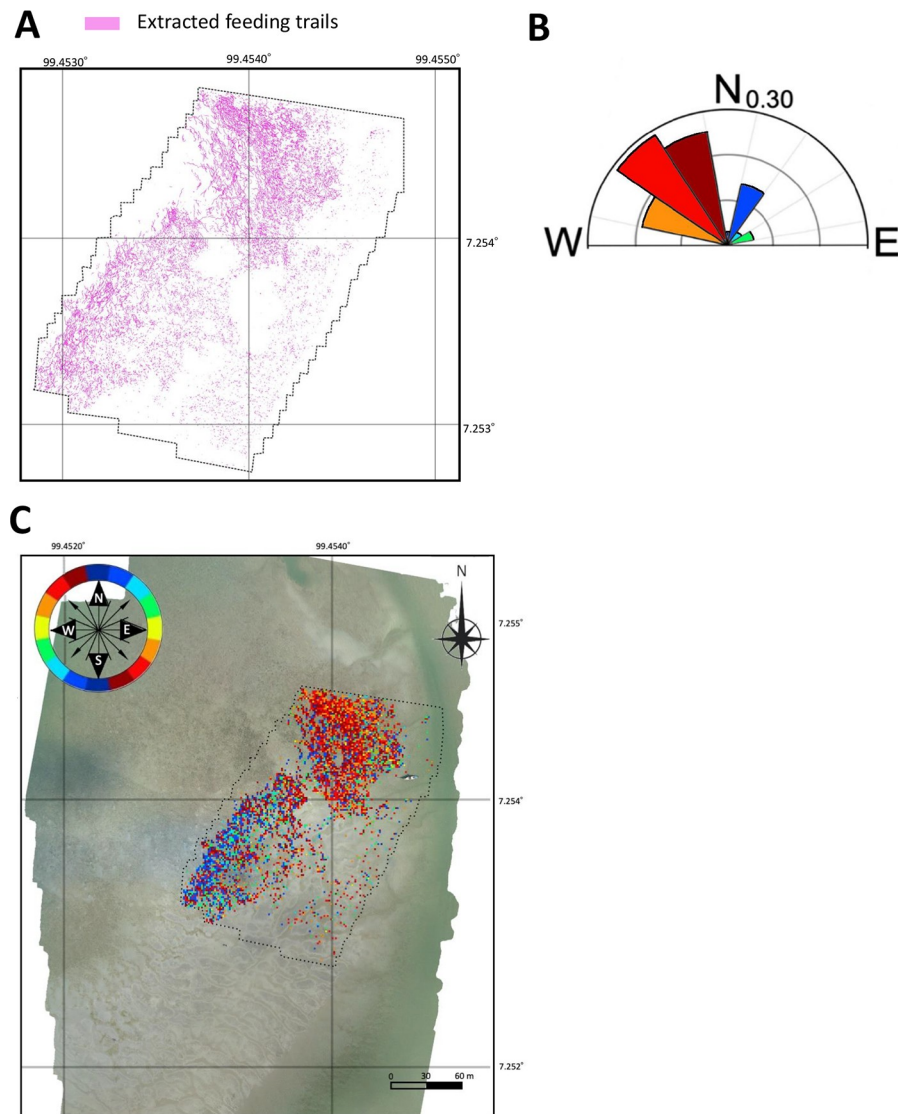 A
Extracted feeding trails
99.4530°
99.4540°
99.4550°
7.254°
7.253°
B
N 0.30
W
E
C
99.4520°
99.4540°
N
N
W
E
S
7.255°
7.254°
7.252°
0
30
60 m